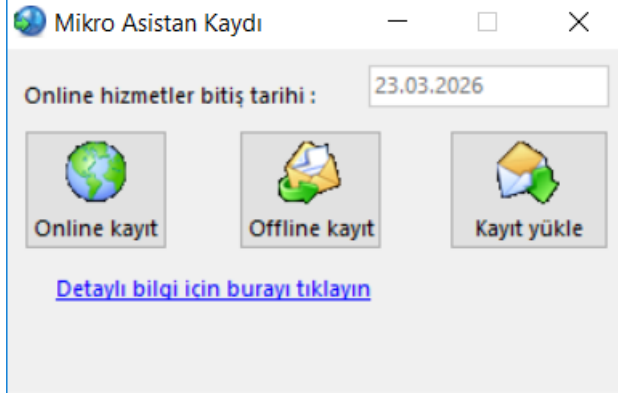 Mikro Asistan Kaydı
Online hizmetler bitiş tarihi : 23.03.2026
Online kayıt Offline kayıt Kayıt yükle
Detaylı bilgi için burayı tıklayın